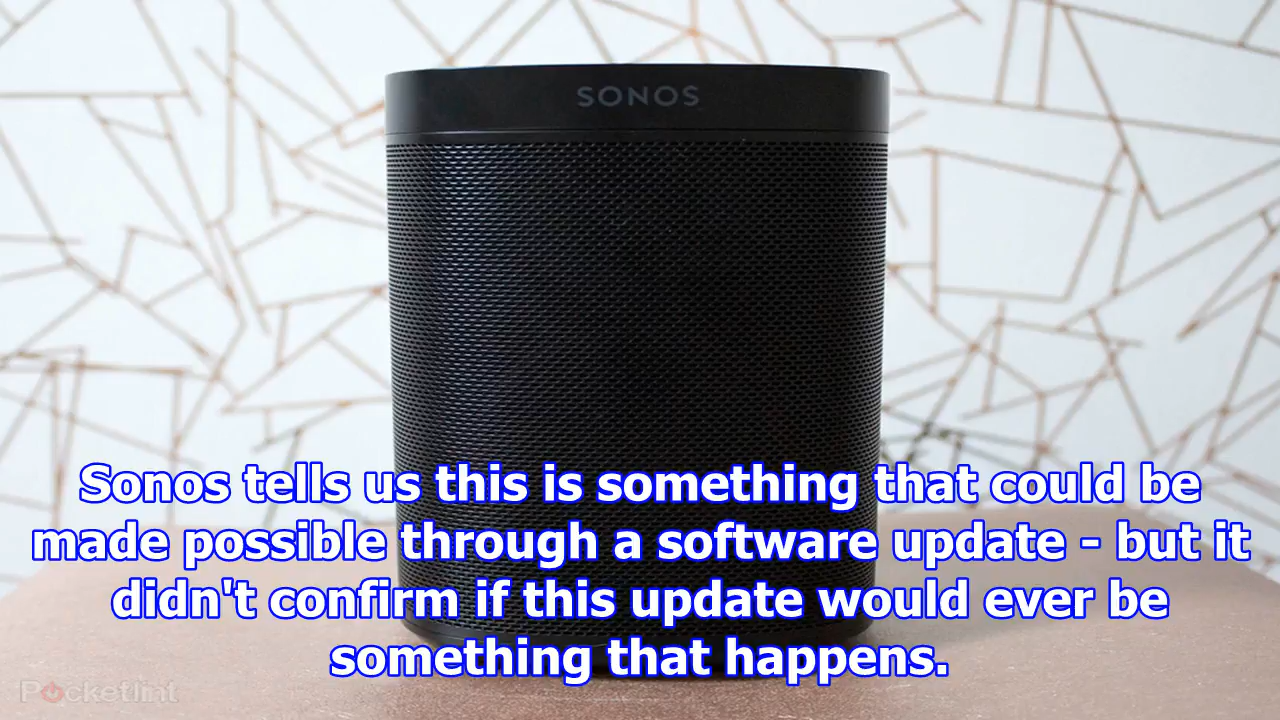 SONOS
Sonos tells us this is something that could be
made possible through a software update - but it
didn't confirm if this update would ever be
something that happens.
Pocketlint